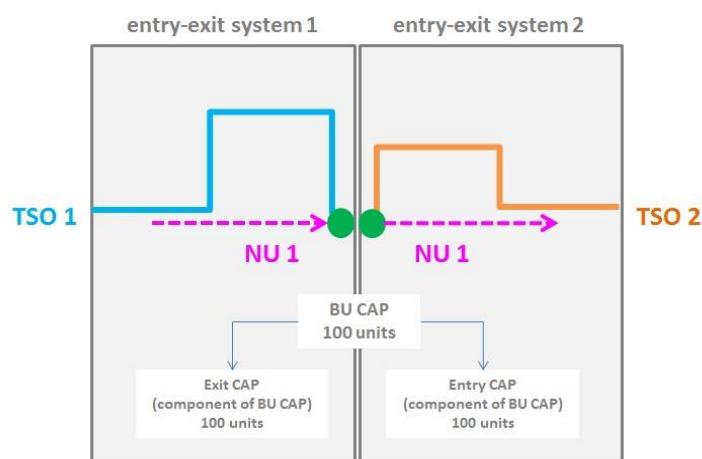 entry-exit system 1
entry-exit system 2
TSO 1
TSO 2
NU 1
NU 1
BU CAP
100 units
Exit CAP
(component of BU CAP)
100 units
Entry CAP
(component of BU CAP)
100 units